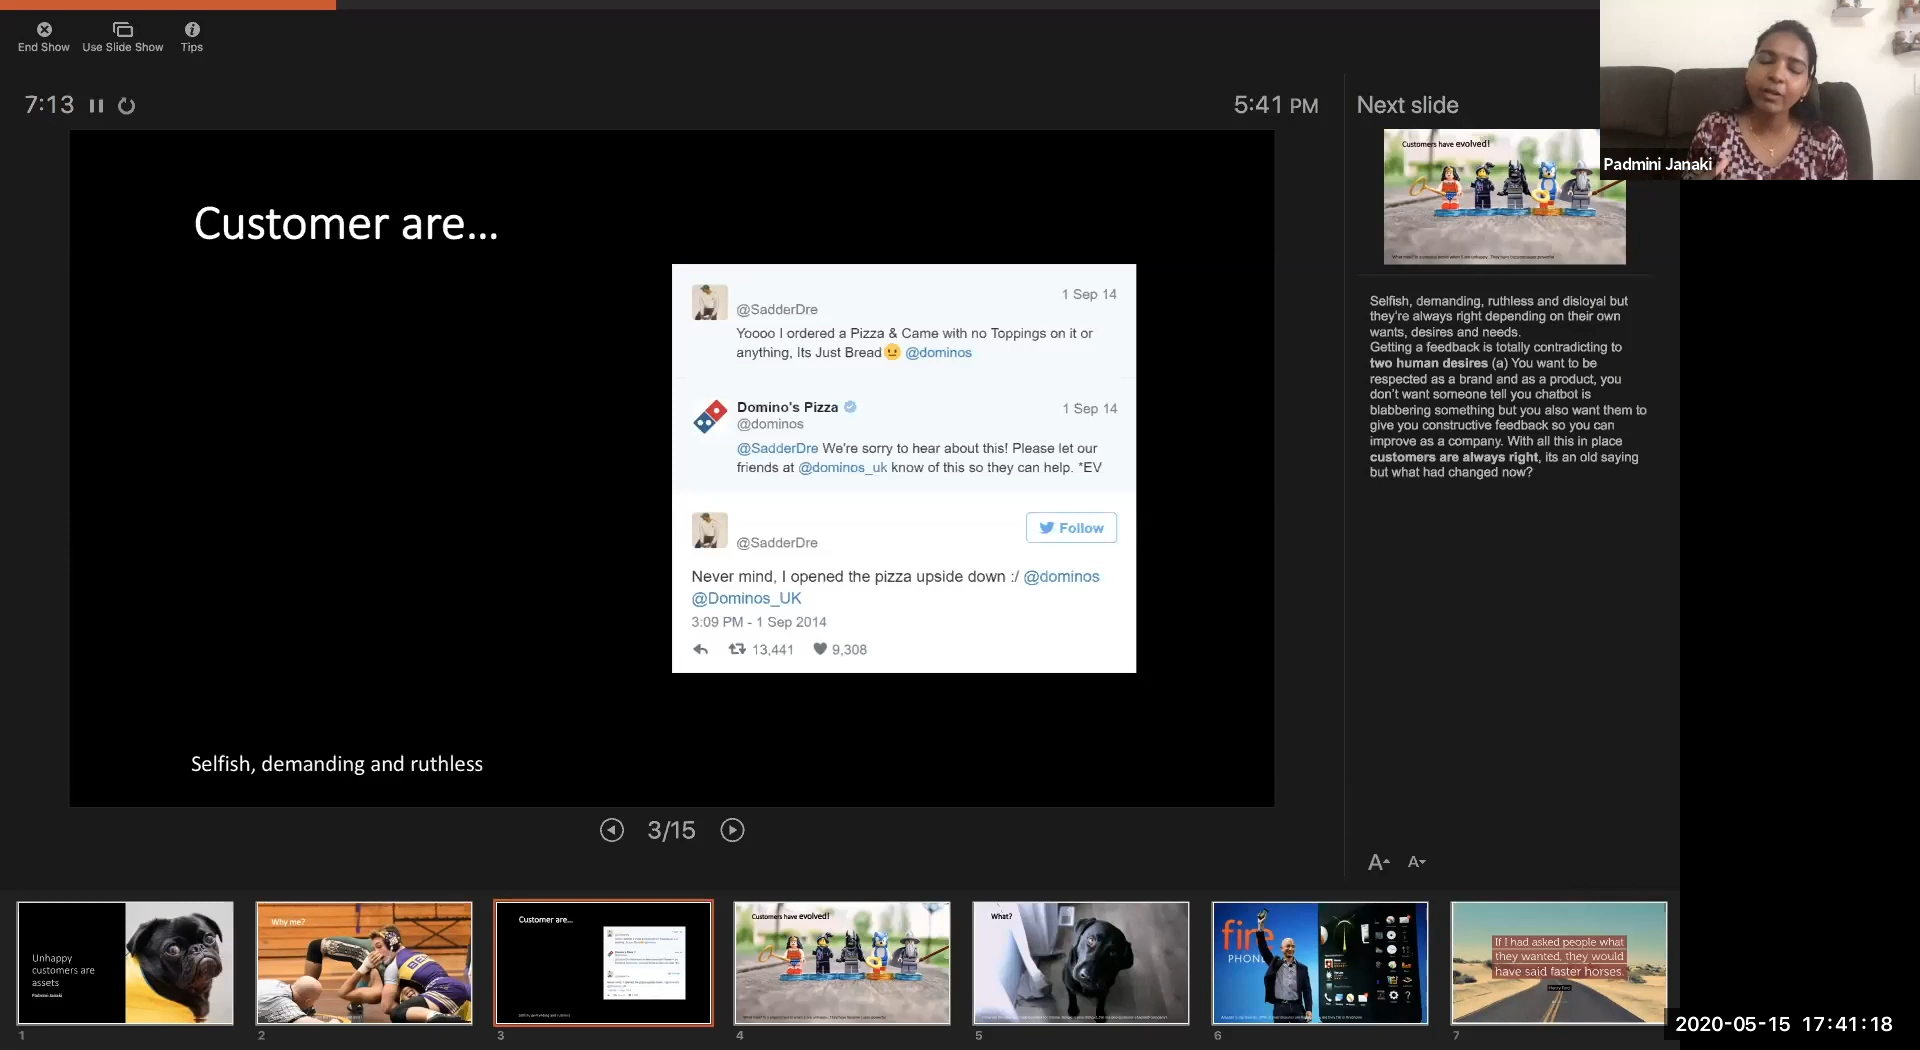 End Show
Use Slide Show
Tips
7:13
5:41 PM
Next slide
Padmini Janaki
Customers have evolved!
Customer are...
@SadderDre
1 Sep 14
Yoooo I ordered a Pizza & Came with no Toppings on it or
anything, Its Just Bread😐 @dominos
Domino's Pizza
1 Sep 14
@dominos
@SadderDre We're sorry to hear about this! Please let our
friends at @dominos_uk know of this so they can help. *EV
@SadderDre
Follow
Never mind, I opened the pizza upside down :/ @dominos
@Dominos_UK
3:09 PM - 1 Sep 2014
13,441
9,308
Selfish, demanding and ruthless
3/15
Selfish, demanding, ruthless and disloyal but
they're always right depending on their own
wants, desires and needs.
Getting a feedback is totally contradicting to
two human desires (a) You want to be
respected as a brand and as a product, you
don't want someone tell you chatbot is
blabbering something but you also want them to
give you constructive feedback so you can
improve as a company. With all this in place
customers are always right, its an old saying
but what had changed now?
A
A
Unhappy
customers are
assets
Padmini Janaki
1
Why me?
2
Customer are...
3
Customers have evolved!
4
What?
5
fire
PHONE
6
If I had asked people what
they wanted, they would
have said faster horses.
Henry Ford
7
2020-05-15 17:41:18